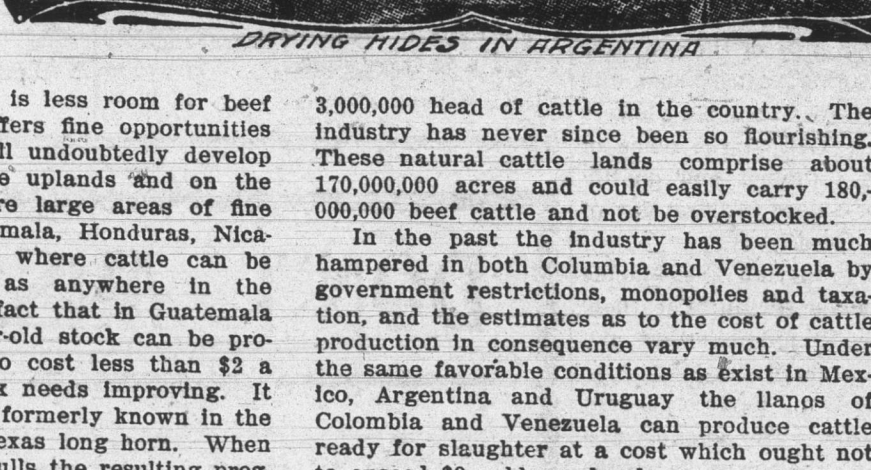 DRYING HIDES IN ARGENTINA
is less room for beef
fine opportunities
undoubtedly develop
uplands and on the
large areas of fine
Honduras, Nica-
where cattle can be
as anywhere in the
fact that in Guatemala
stock can be pro-
cost less than $2 a
needs improving. It
formerly known in the
long horn. When
the resulting prog-
3,000,000 head of cattle in the country. The
industry has never since been so flourishing.
These natural cattle lands comprise about
170,000,000 acres and could easily carry 180,-
000,000 beef cattle and not be overstocked.
In the past the industry has been much
hampered in both Columbia and Venezuela by
government restrictions, monopolies and taxa-
tion, and the estimates as to the cost of cattle
production in consequence vary much. Under
the same favorable conditions as exist in Mex-
ico, Argentina and Uruguay the llanos of
Colombia and Venezuela can produce cattle
ready for slaughter at a cost which ought not